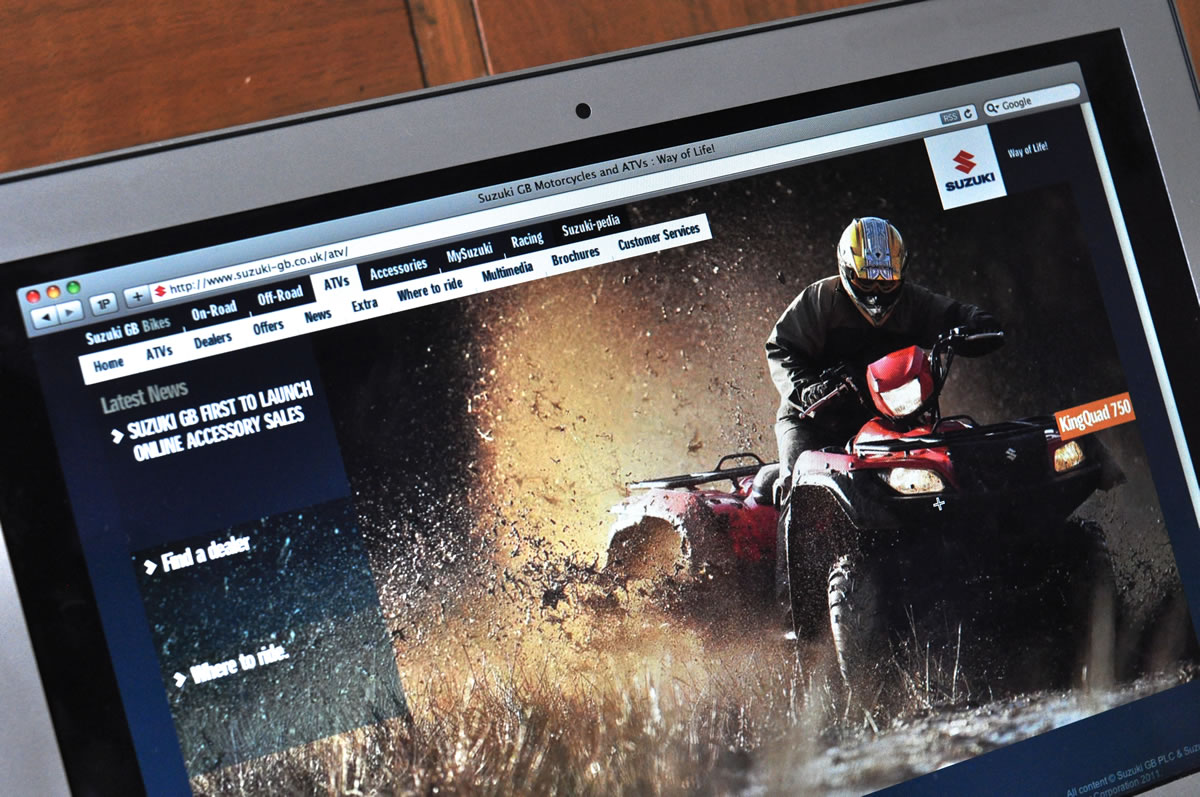 Suzuki GB Motorcycles and ATVs : Way of Life!
1P
+
http://www.suzuki-gb.co.uk/atv/
RSS
Google
Suzuki GB Bikes On-Road Off-Road ATVs Accessories MySuzuki Racing Suzuki-pedia
Home ATVs Dealers Offers News Extra Where to ride Multimedia Brochures Customer Services
SUZUKI
Way of Life!
Latest News
SUZUKI GB FIRST TO LAUNCH
ONLINE ACCESSORY SALES
KingQuad 750
Find a dealer
Where to ride.
All content © Suzuki GB PLC &
Corporation 2011.